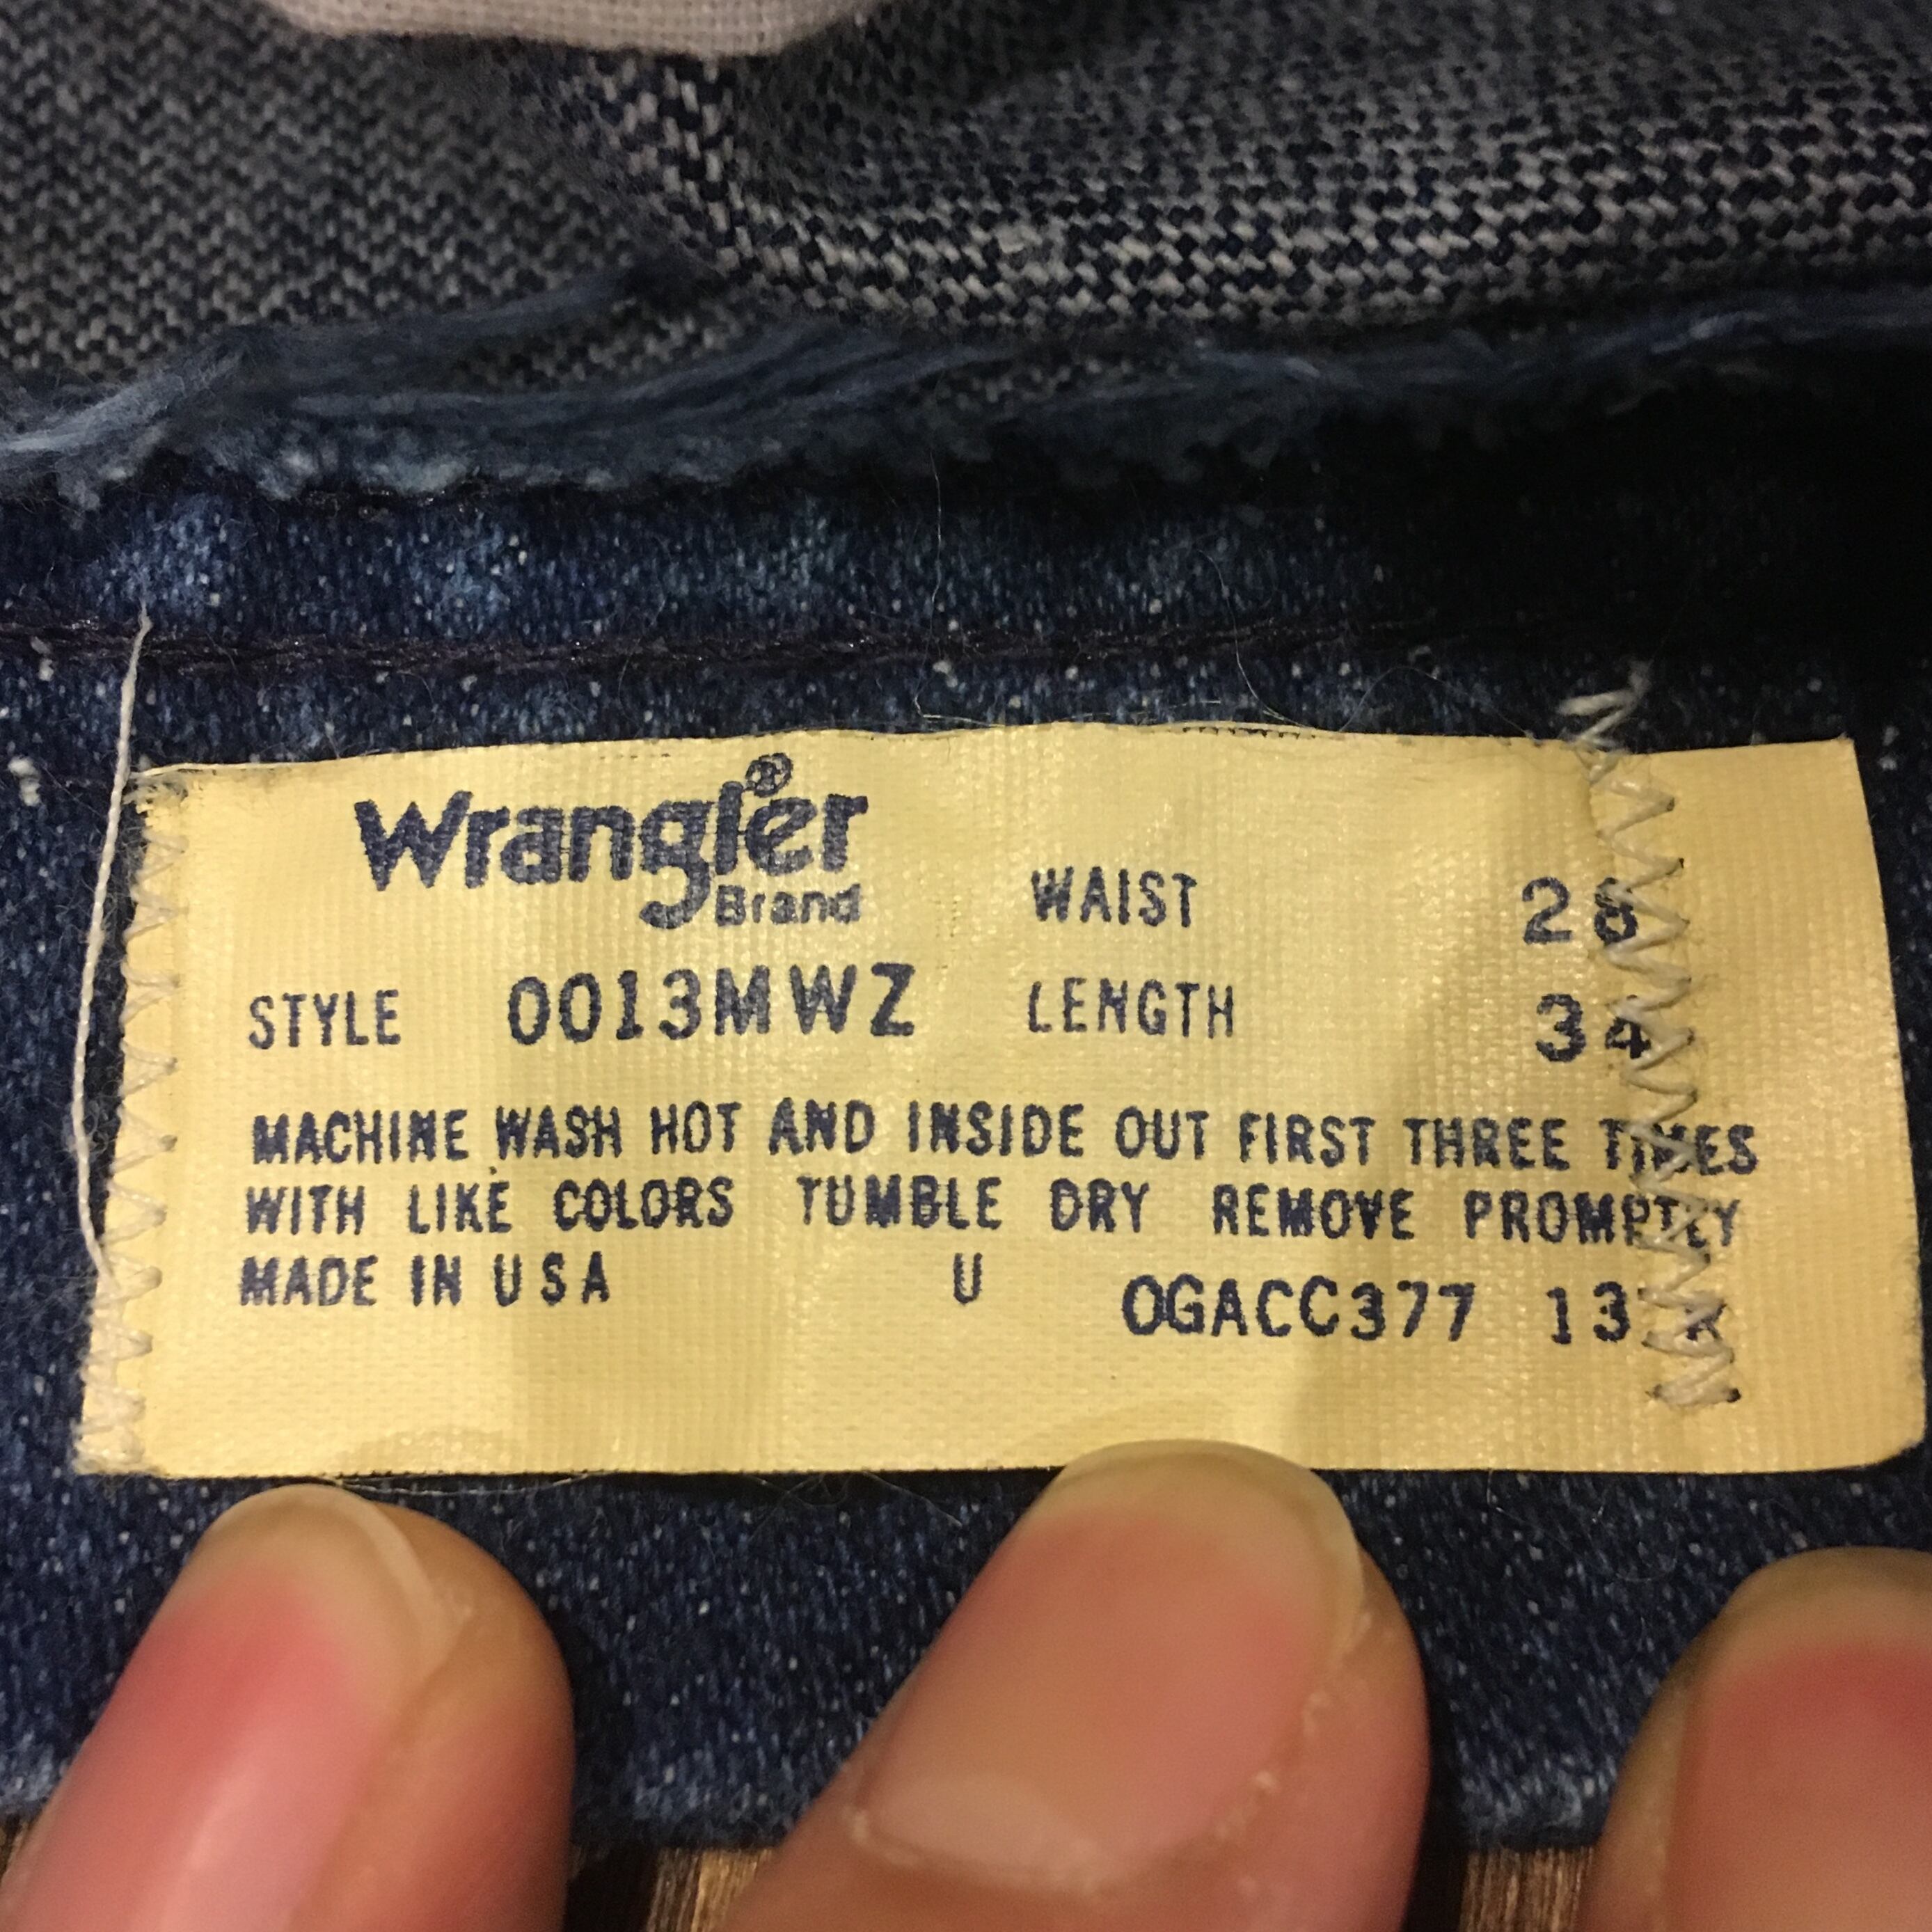 Wrangler®
Brand
WAIST 28
STYLE 0013MWZ LENGTH 34
MACHINE WASH HOT AND INSIDE OUT FIRST THREE TIMES
WITH LIKE COLORS TUMBLE DRY REMOVE PROMPTLY
MADE IN USA U OGACC377